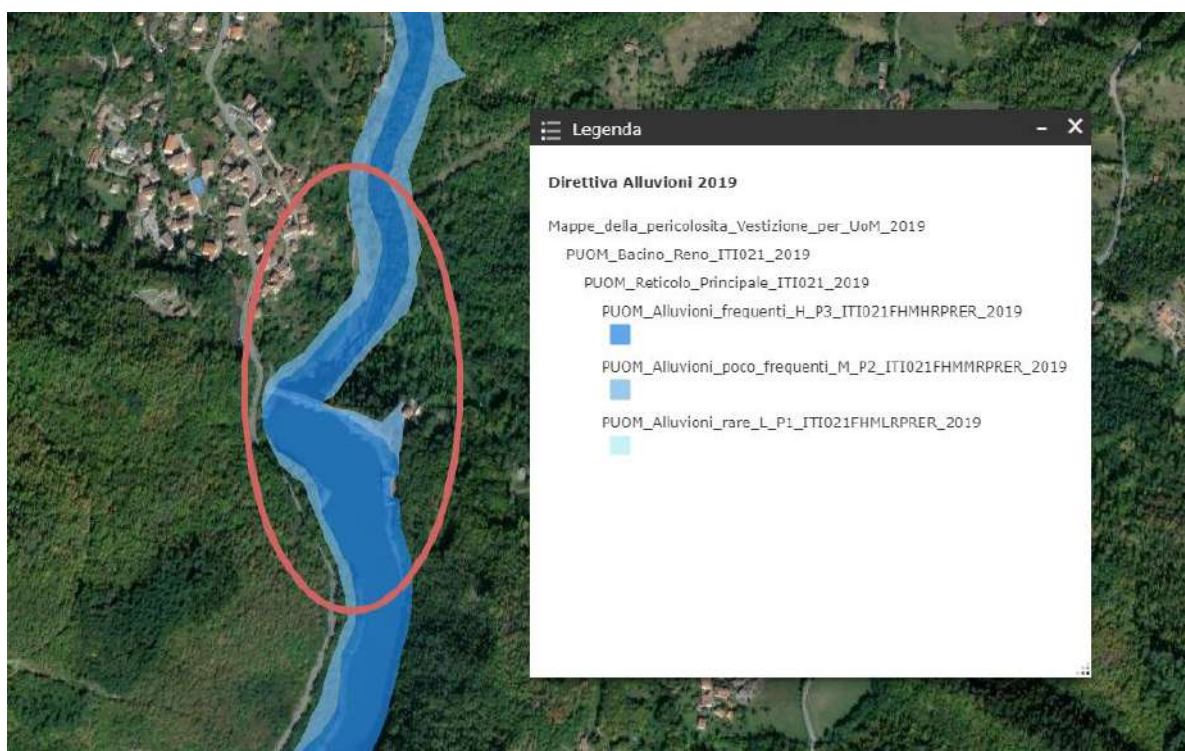 Legenda
Direttiva Alluvioni 2019
Mappe_della_pericolosita_Vestizione_per_UoM_2019
PUOM_Bacino_Reno_ITI021_2019
PUOM_Reticolo_Principale_ITI021_2019
PUOM_Alluvioni_frequenti_H_P3_ITI021FHMHRPRER_2019
PUOM_Alluvioni_poco_frequenti_M_P2_ITI021FHMMRPRER_2019
PUOM_Alluvioni_rare_L_P1_ITI021FHMLRPRER_2019